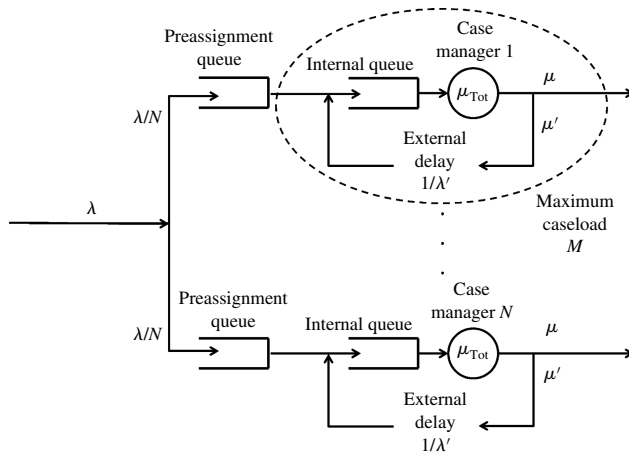 Case
manager 1
Preassignment
queue
Internal queue
μTot
μ
λ/N
μ′
External
delay
1/λ′
Maximum
caseload
M
λ
Case
manager N
Preassignment
queue
Internal queue
μTot
μ
λ/N
μ′
External
delay
1/λ′